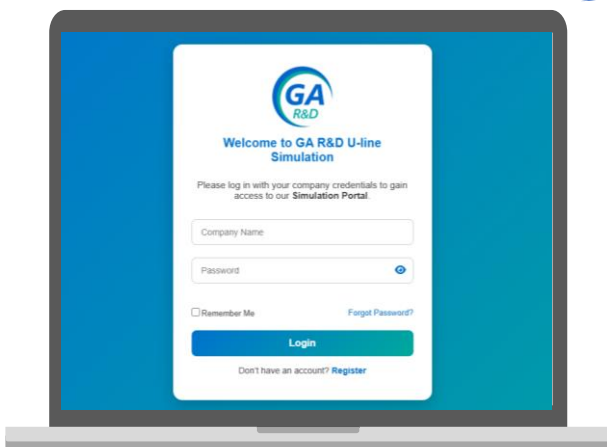 GA
R&D
Welcome to GA R&D U-line
Simulation
Please log in with your company credentials to gain
access to our Simulation Portal.
Company Name
Password
Remember Me
Forgot Password?
Login
Don't have an account? Register